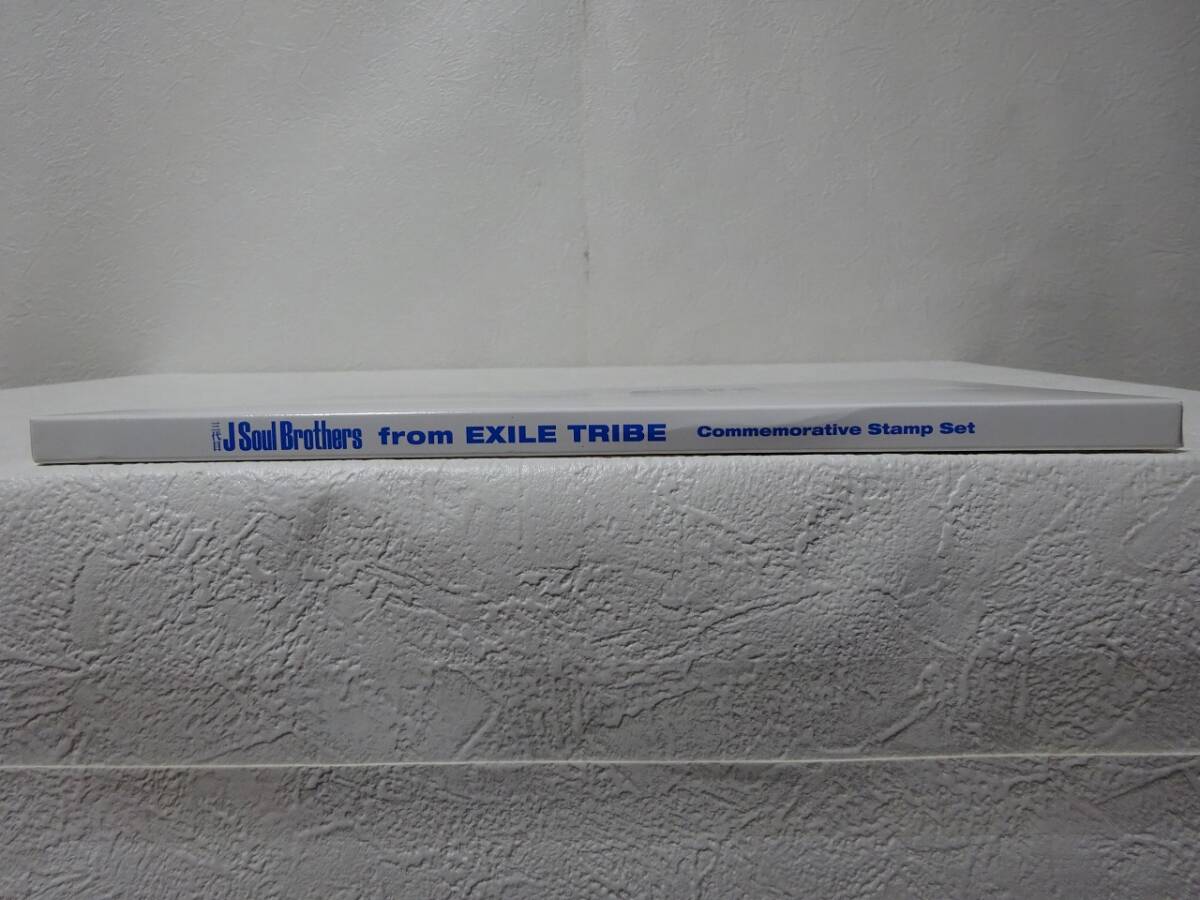 三代目 J Soul Brothers from EXILE TRIBE Commemorative Stamp Set